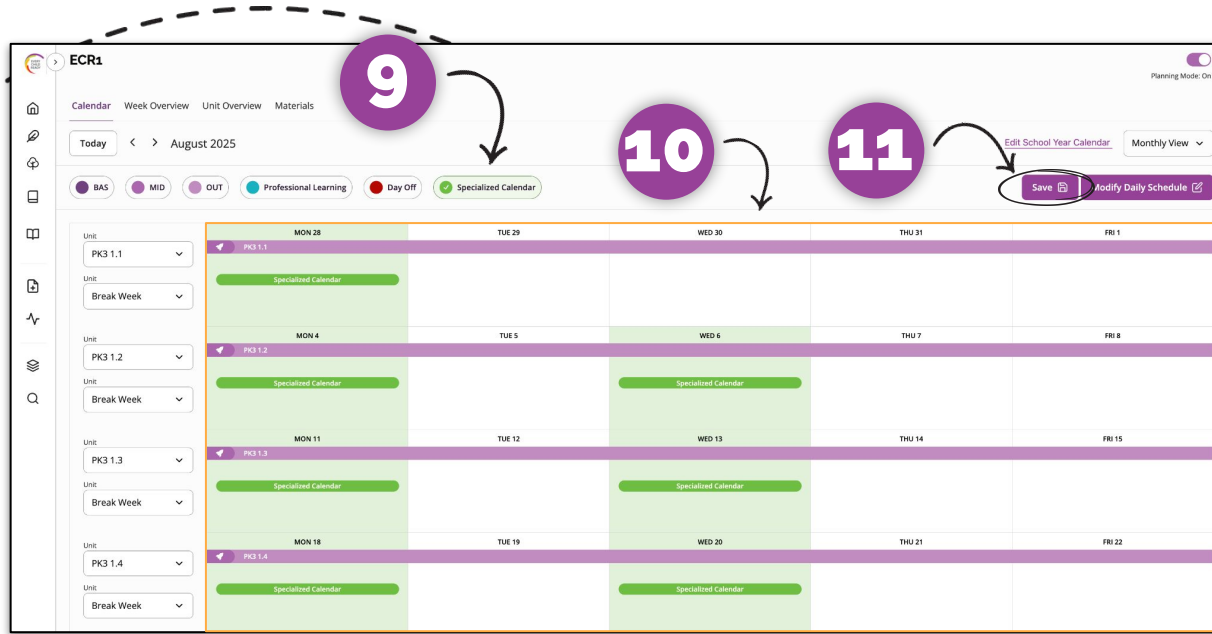 ECR1
9
Planning Mode: On
Calendar Week Overview Unit Overview Materials
10
11
Today < > August 2025
Edit School Year Calendar
Monthly View
BAS MID OUT Professional Learning Day Off Specialized Calendar
Save
Modify Daily Schedule
Unit
PK3 1.1
Unit
Break Week
MON 28 TUE 29 WED 30 THU 31 FRI 1
PK3 1.1
Specialized Calendar
Unit
PK3 1.2
Unit
Break Week
MON 4 TUE 5 WED 6 THU 7 FRI 8
PK3 1.2
Specialized Calendar Specialized Calendar
Unit
PK3 1.3
Unit
Break Week
MON 11 TUE 12 WED 13 THU 14 FRI 15
PK3 1.3
Specialized Calendar Specialized Calendar
Unit
PK3 1.4
Unit
Break Week
MON 18 TUE 19 WED 20 THU 21 FRI 22
PK3 1.4
Specialized Calendar Specialized Calendar